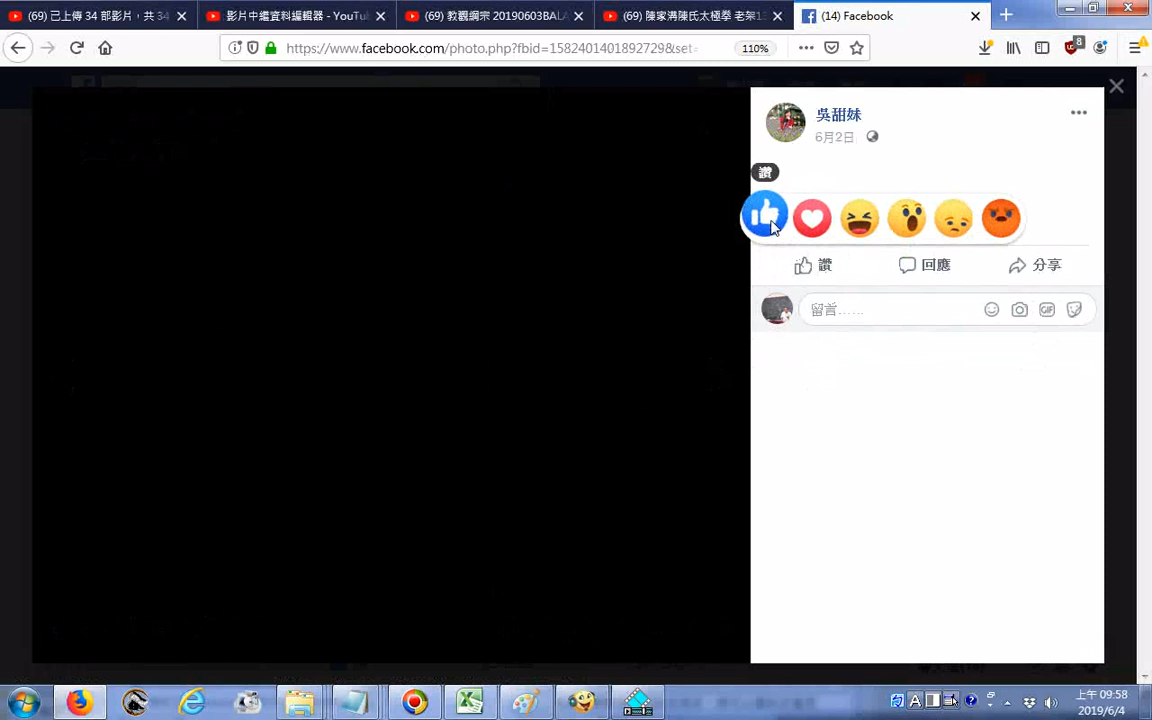 (69) 已上傳 34 部影片，共 34
影片中繼資料編輯器 - YouTu
(69) 教觀綱宗 20190603BALA
(69) 陳家溝陳氏太極拳 老架1
(14) Facebook
https://www.facebook.com/photo.php?fbid=1582401401892729&set=
110%
8
吳甜妹
6月2日
讚
讚
回應
分享
留言......
GIF
A
上午 09:58
2019/6/4